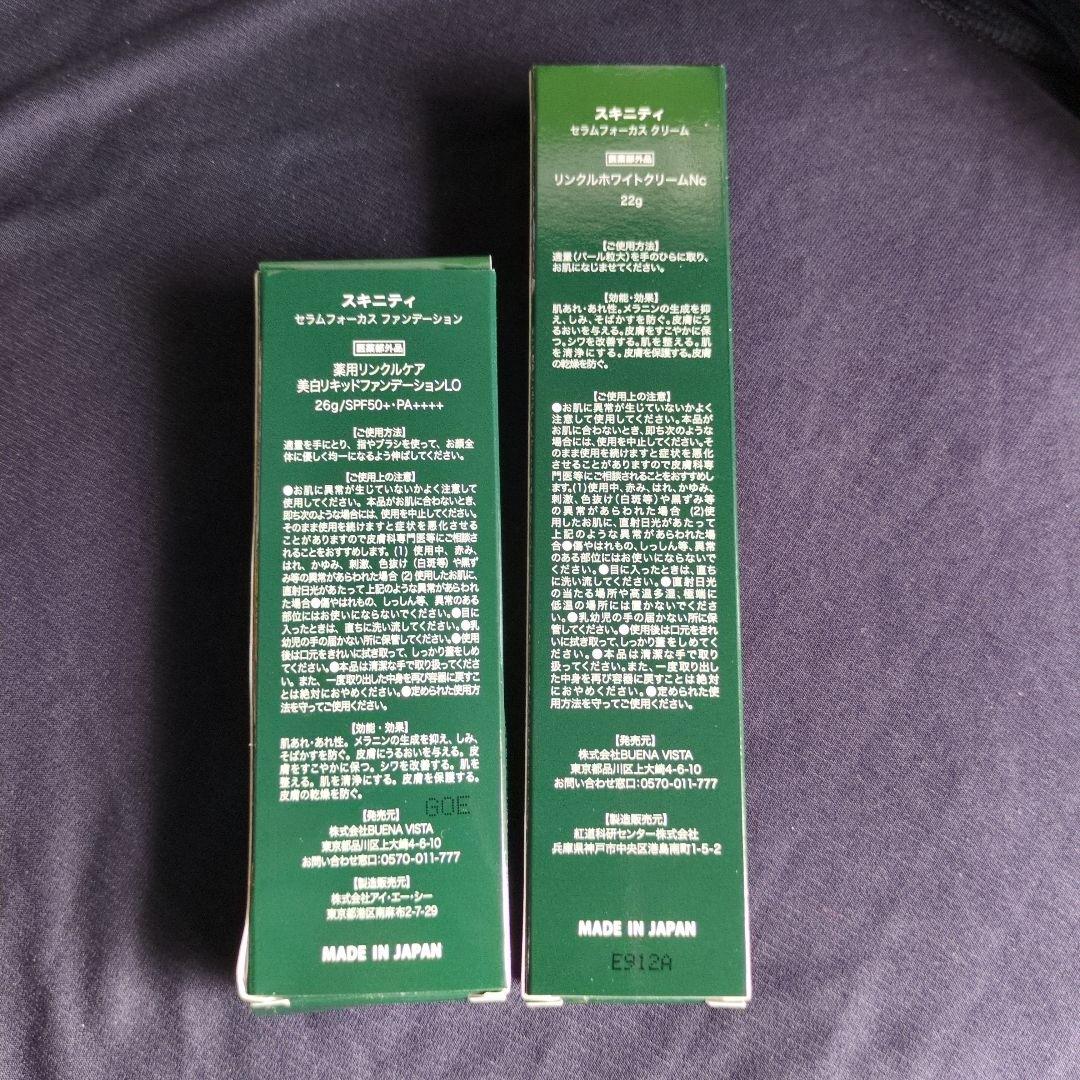 スキニティ
セラムフォーカス ファンデーション
医薬部外品
薬用リンクルケア
美白リキッドファンデーションLO
26g/SPF50+・PA++++
【ご使用方法】
適量を手にとり、指やブラシを使って、お顔全
体に優しく均一になるよう伸ばしてください。
【ご使用上の注意】
●お肌に異常が生じていないかよく注意して
使用してください。本品がお肌に合わないとき、
即ち次のような場合には、使用を中止してください。
そのまま使用を続けますと症状を悪化させる
ことがありますので皮膚科専門医等にご相談さ
れることをおすすめします。(1) 使用中、赤み、
はれ、かゆみ、刺激、色抜け（白斑等）や黒ず
み等の異常があらわれた場合 (2) 使用したお肌に、
直射日光があたって上記のような異常があらわれ
た場合●傷やはれもの、しっしん等、異常のある
部位にはお使いにならないでください。●目に
入ったときは、直ちに洗い流してください。●乳
幼児の手の届かない所に保管してください。●使用
後は口元をきれいに拭き取って、しっかり蓋をしめ
てください。●本品は清潔な手で取り扱ってくださ
い。また、一度取り出した中身を再び容器に戻すこ
とは絶対におやめください。●定められた使用方
法を守ってご使用ください。
【効能・効果】
肌あれ・あれ性。メラニンの生成を抑え、しみ、
そばかすを防ぐ。皮膚にうるおいを与える。皮
膚をすこやかに保つ。シワを改善する。肌を
整える。肌を清浄にする。皮膚を保護する。
皮膚の乾燥を防ぐ。
GOE
【発売元】
株式会社BUENA VISTA
東京都品川区上大崎4-6-10
お問い合わせ窓口:0570-011-777
【製造販売元】
株式会社アイ・エー・シー
東京都港区南麻布2-7-29
MADE IN JAPAN
スキニティ
セラムフォーカス クリーム
医薬部外品
リンクルホワイトクリームNc
22g
【ご使用方法】
適量（パール粒大）を手のひらに取り、
お肌になじませてください。
【効能・効果】
肌あれ・あれ性。メラニンの生成を抑
え、しみ、そばかすを防ぐ。皮膚にう
るおいを与える。皮膚をすこやかに保
つ。シワを改善する。肌を整える。肌
を清浄にする。皮膚を保護する。皮膚
の乾燥を防ぐ。
【ご使用上の注意】
●お肌に異常が生じていないかよく
注意して使用してください。本品が
お肌に合わないとき、即ち次のような
場合には、使用を中止してください。そ
のまま使用を続けますと症状を悪化
させることがありますので皮膚科専
門医等にご相談されることをおすすめし
ます。(1)使用中、赤み、はれ、かゆみ、
刺激、色抜け（白斑等）や黒ずみ等
の異常があらわれた場合 (2)使
用したお肌に、直射日光があたって
上記のような異常があらわれた場
合●傷やはれもの、しっしん等、異常
のある部位にはお使いにならないで
ください。●目に入ったときは、直ち
に洗い流してください。●直射日光
の当たる場所や高温多湿、極端に
低温の場所には置かないでくださ
い。●乳幼児の手の届かない所に保
管してください。●使用後は口元をきれ
いに拭き取って、しっかり蓋をしめてくだ
さい。●本品は清潔な手で取り
扱ってください。また、一度取り出し
た中身を再び容器に戻すことは絶対
におやめください。●定められた使
用方法を守ってご使用ください。
【発売元】
株式会社BUENA VISTA
東京都品川区上大崎4-6-10
お問い合わせ窓口:0570-011-777
【製造販売元】
紅道科研センター株式会社
兵庫県神戸市中央区港島南町1-5-2
MADE IN JAPAN
E912A